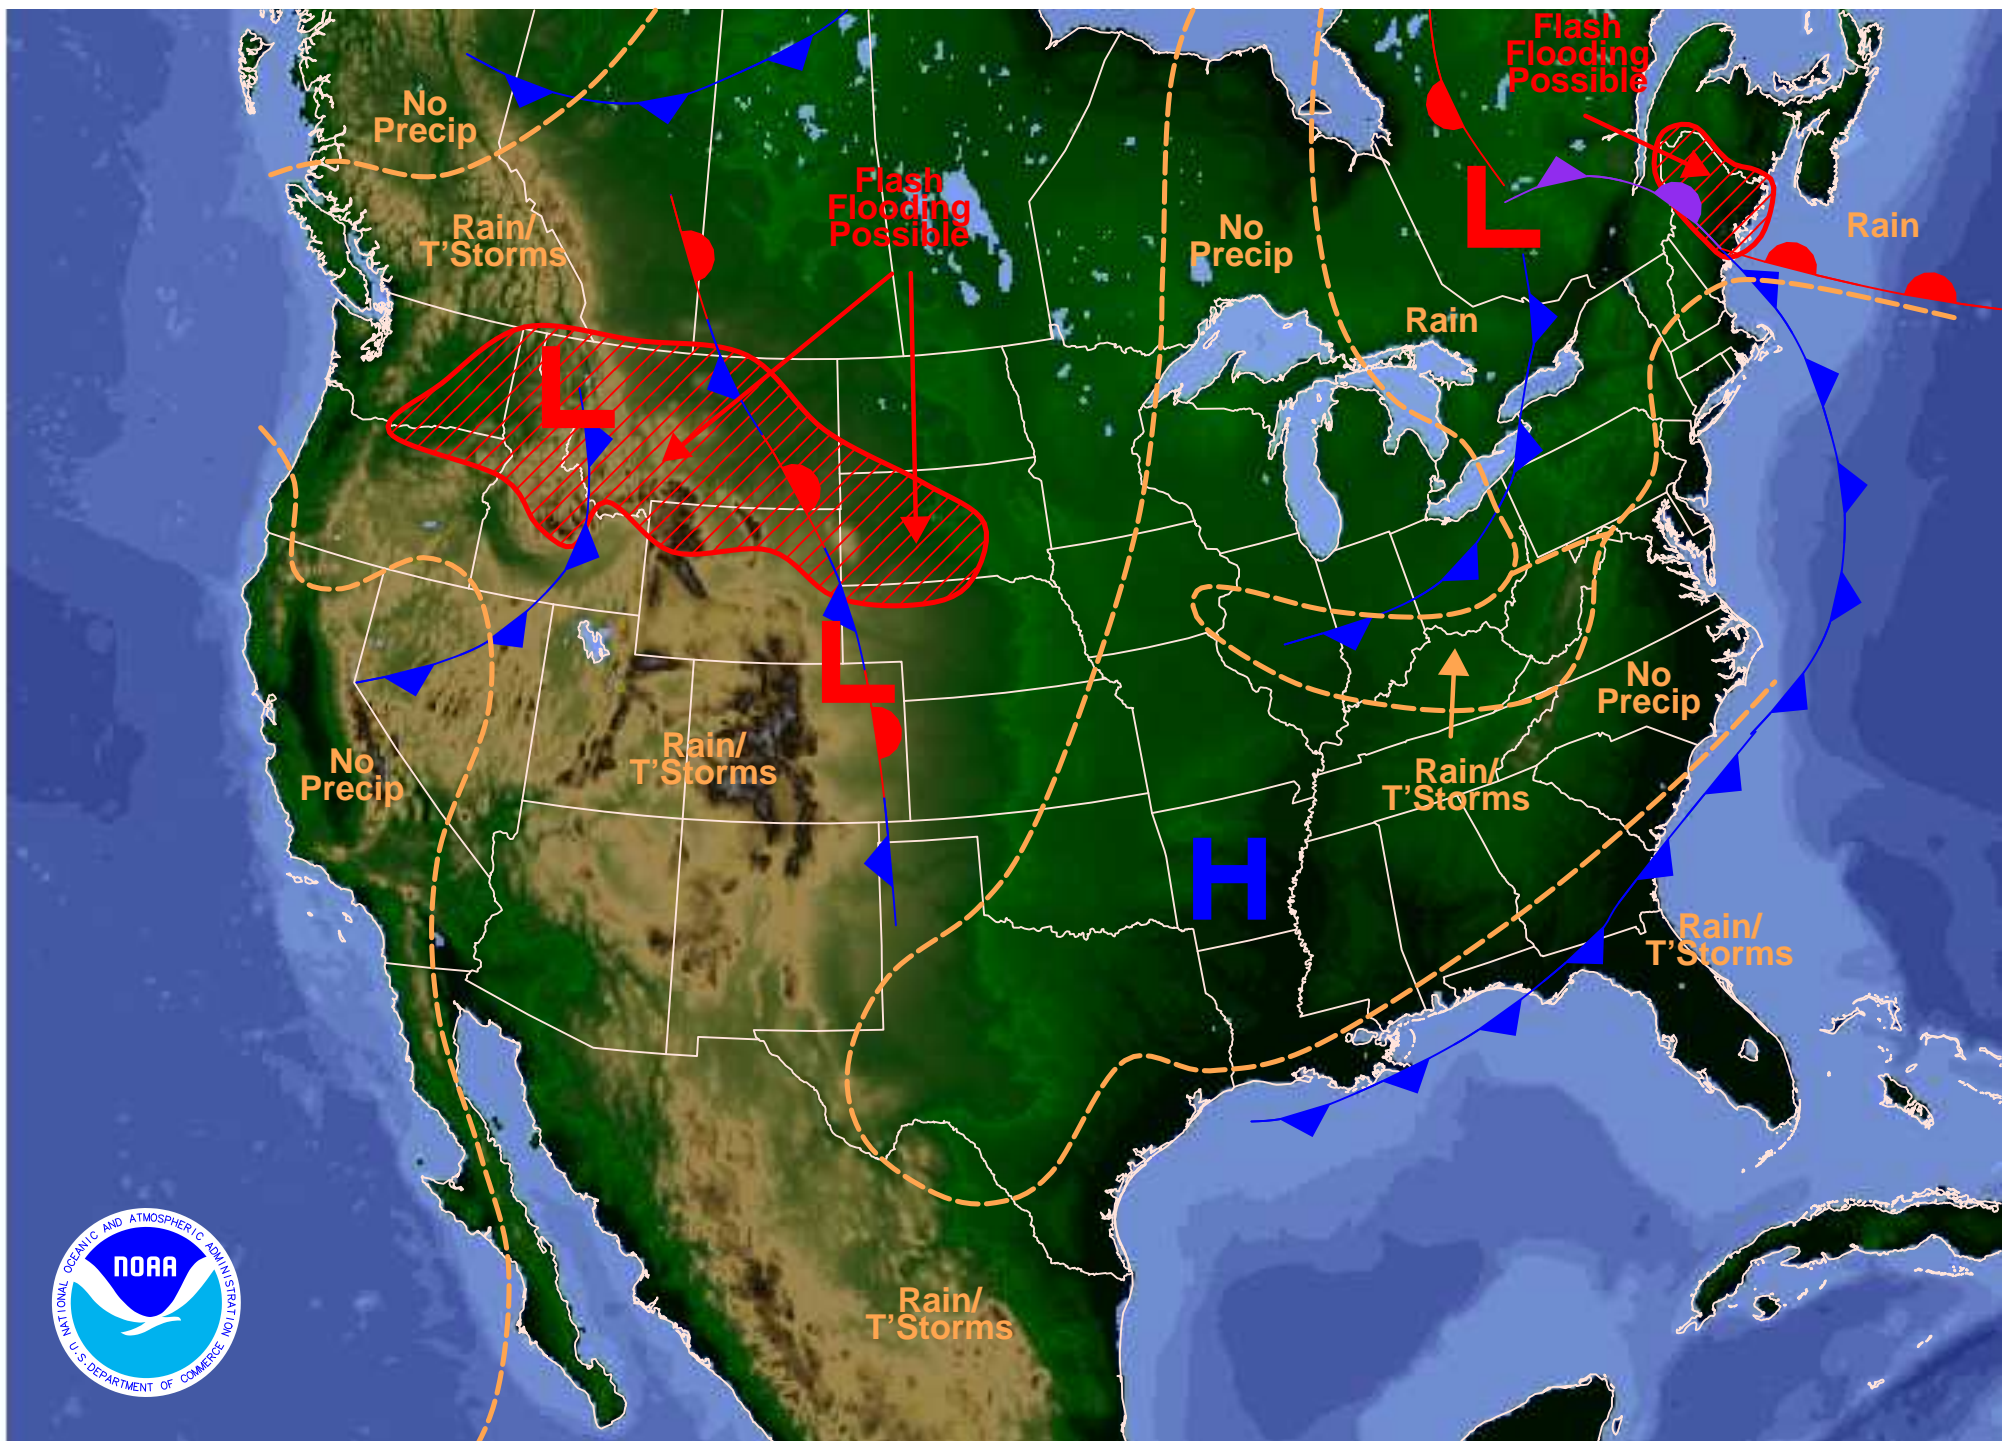 Flash
Flooding
Possible
No
Precip
Flash
Flooding
Possible
Rain/
T'Storms
No
Precip
Rain
Rain
L
L
L
No
Precip
Rain/
T'Storms
No
Precip
Rain/
T'Storms
H
Rain/
T'Storms
Rain/
T'Storms
NATIONAL OCEANIC AND ATMOSPHERIC ADMINISTRATION
NOAA
U.S. DEPARTMENT OF COMMERCE